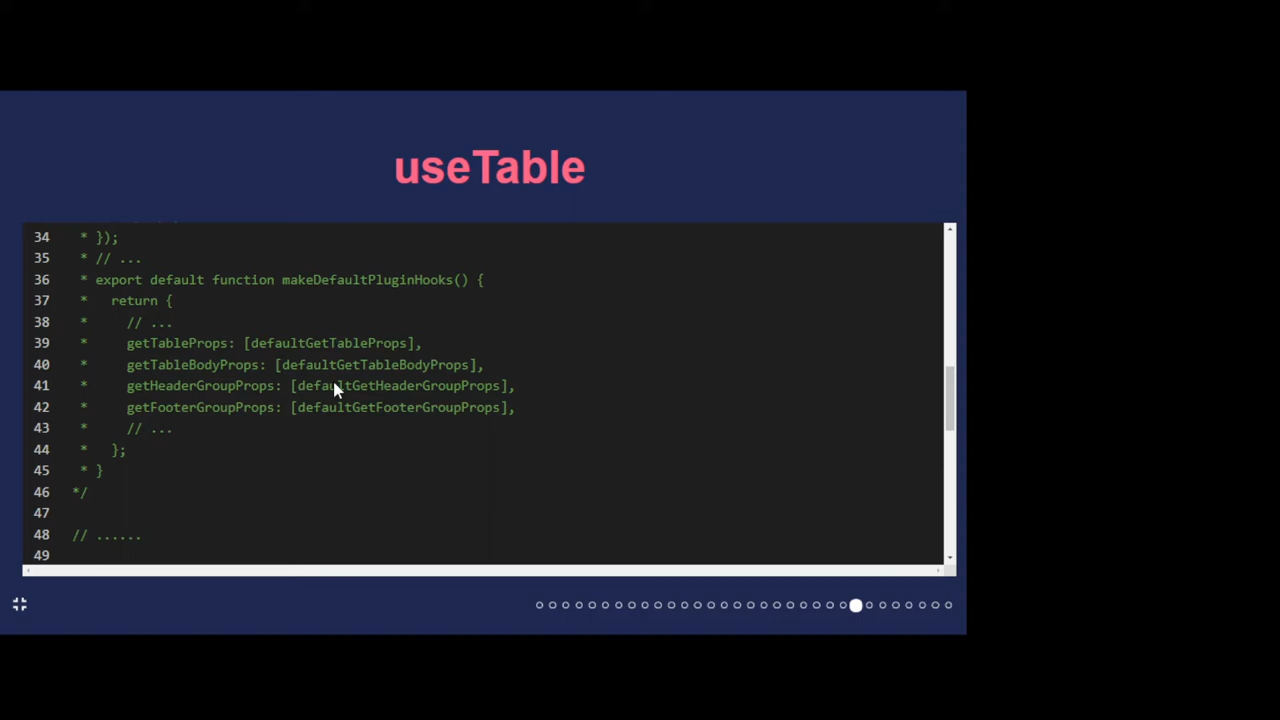 useTable
34 * });
35 * // ...
36 * export default function makeDefaultPluginHooks() {
37 *   return {
38 *     // ...
39 *     getTableProps: [defaultGetTableProps],
40 *     getTableBodyProps: [defaultGetTableBodyProps],
41 *     getHeaderGroupProps: [defaultGetHeaderGroupProps],
42 *     getFooterGroupProps: [defaultGetFooterGroupProps],
43 *     // ...
44 *   };
45 * }
46 */
47
48 // ......
49